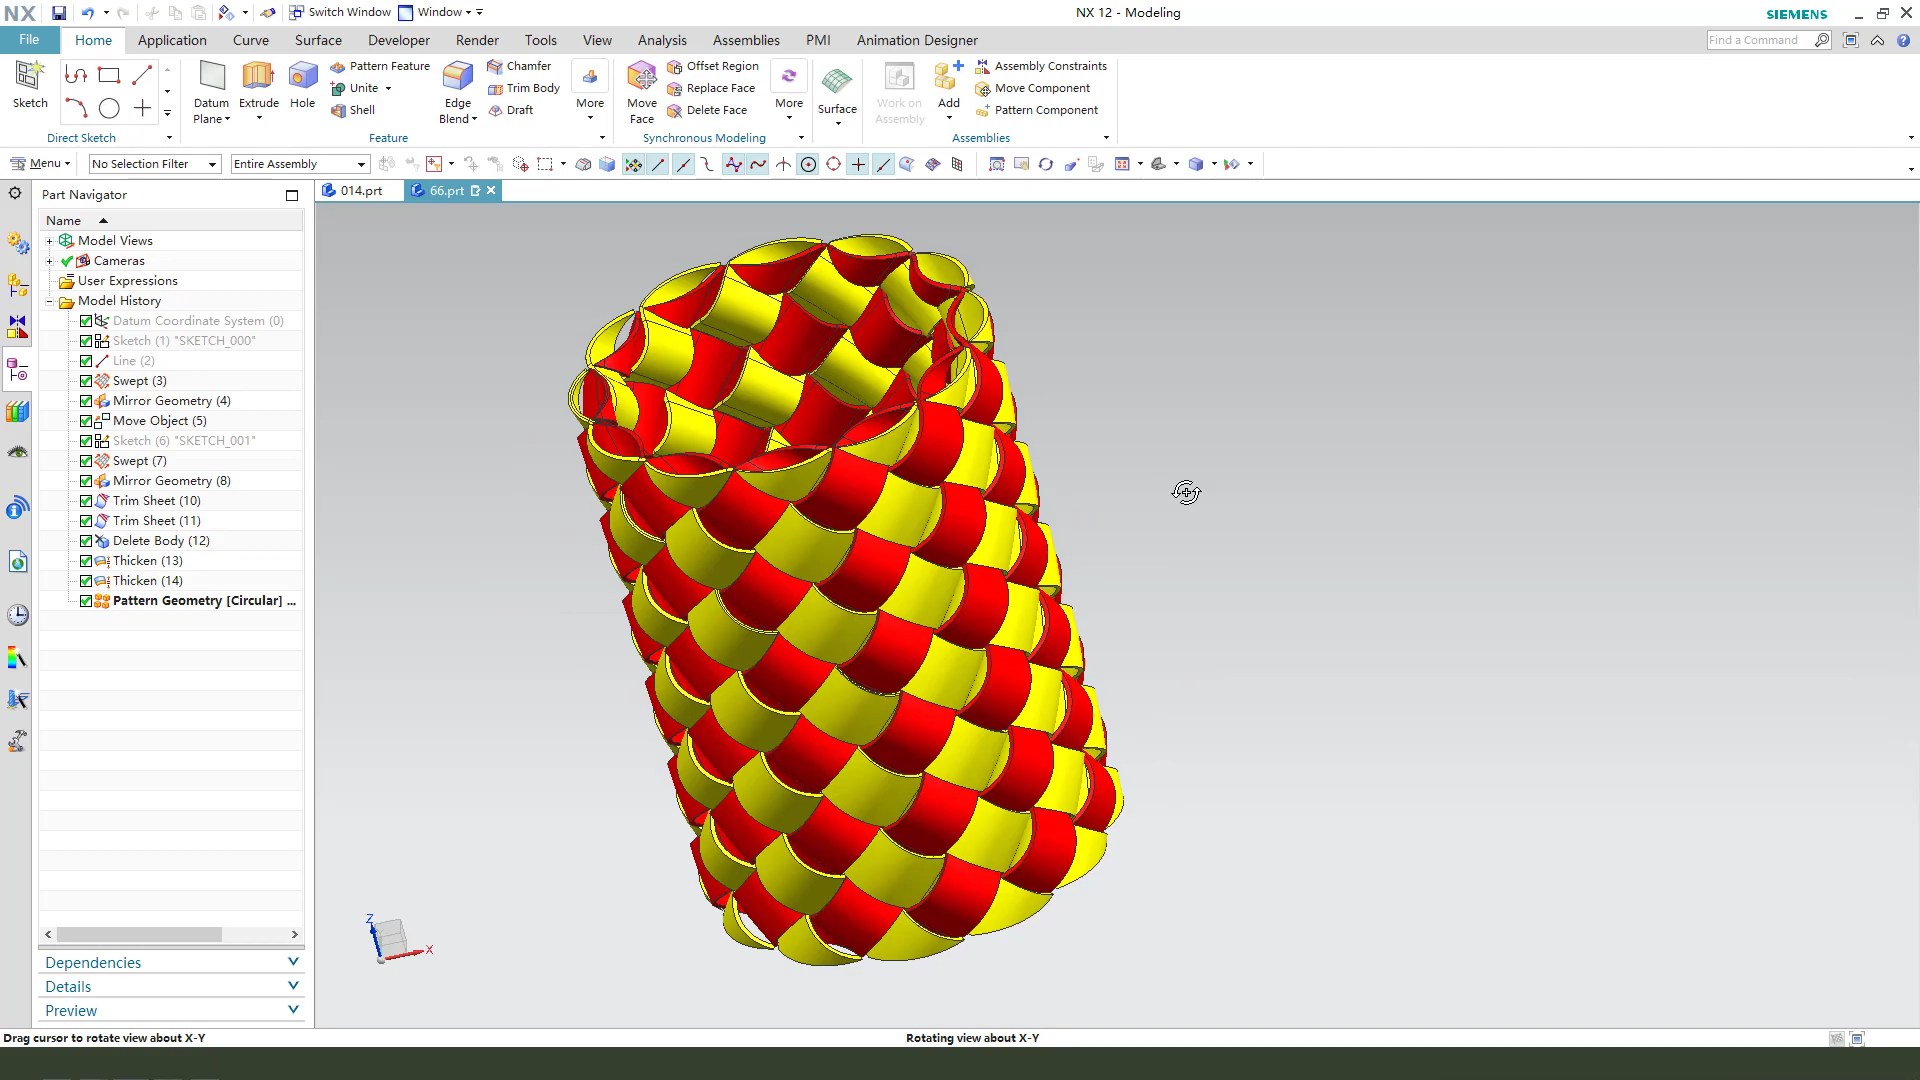 NX
Switch Window
Window
NX 12 - Modeling
SIEMENS
File
Home
Application
Curve
Surface
Developer
Render
Tools
View
Analysis
Assemblies
PMI
Animation Designer
Find a Command
Sketch
Direct Sketch
Datum Plane
Extrude
Hole
Pattern Feature
Unite
Shell
Edge Blend
Chamfer
Trim Body
Draft
More
Feature
Move Face
Offset Region
Replace Face
Delete Face
More
Synchronous Modeling
Surface
Work on Assembly
Add
Assembly Constraints
Move Component
Pattern Component
Assemblies
Menu
No Selection Filter
Entire Assembly
Part Navigator
014.prt
66.prt
Name
Model Views
Cameras
User Expressions
Model History
Datum Coordinate System (0)
Sketch (1) "SKETCH_000"
Line (2)
Swept (3)
Mirror Geometry (4)
Move Object (5)
Sketch (6) "SKETCH_001"
Swept (7)
Mirror Geometry (8)
Trim Sheet (10)
Trim Sheet (11)
Delete Body (12)
Thicken (13)
Thicken (14)
Pattern Geometry [Circular] ...
Z
X
Dependencies
Details
Preview
Drag cursor to rotate view about X-Y
Rotating view about X-Y